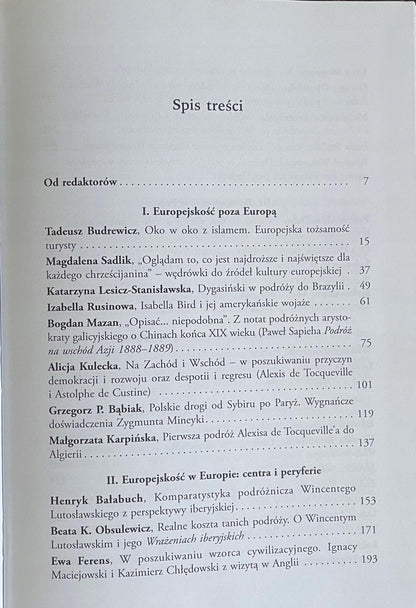 Spis treści
Od redaktorów . . . . . . . . . . . . . . . . . . . . . . . . . . . . . . . . . . . . . . 7
I. Europejskość poza Europą
Tadeusz Budrewicz, Oko w oko z islamem. Europejska tożsamość
turysty . . . . . . . . . . . . . . . . . . . . . . . . . . . . . . . . . . . . . . . . . . . . 15
Magdalena Sadlik, „Oglądam to, co jest najdroższe i najświętsze dla
każdego chrześcijanina” – wędrówki do źródeł kultury europejskiej . 37
Katarzyna Lesicz-Stanisławska, Dygasiński w podróży do Brazylii . 49
Izabella Rusinowa, Isabella Bird i jej amerykańskie wojaże . . . . . . . 61
Bogdan Mazan, „Opisać... niepodobna”. Z notat podróżnych arysto-
kraty galicyjskiego o Chinach końca XIX wieku (Paweł Sapieha Podróż
na wschód Azji 1888–1889) . . . . . . . . . . . . . . . . . . . . . . . . . . . . 75
Alicja Kulecka, Na Zachód i Wschód – w poszukiwaniu przyczyn
demokracji i rozwoju oraz despotii i regresu (Alexis de Tocqueville
i Astolphe de Custine) . . . . . . . . . . . . . . . . . . . . . . . . . . . . . . . . 101
Grzegorz P. Bąbiak, Polskie drogi od Sybiru po Paryż. Wygnańcze
doświadczenia Zygmunta Mineyki . . . . . . . . . . . . . . . . . . . . . . . . 119
Małgorzata Karpińska, Pierwsza podróż Alexisa de Tocqueville'a do
Algierii . . . . . . . . . . . . . . . . . . . . . . . . . . . . . . . . . . . . . . . . . . . 137
II. Europejskość w Europie: centra i peryferie
Henryk Bałabuch, Komparatystyka podróżnicza Wincentego
Lutosławskiego z perspektywy iberyjskiej . . . . . . . . . . . . . . . . . . . 153
Beata K. Obsulewicz, Realne koszta tanich podróży. O Wincentym
Lutosławskim i jego Wrażeniach iberyjskich . . . . . . . . . . . . . . . . . 171
Ewa Ferens, W poszukiwaniu wzorca cywilizacyjnego. Ignacy
Maciejowski i Kazimierz Chłędowski z wizytą w Anglii . . . . . . . . . . 193